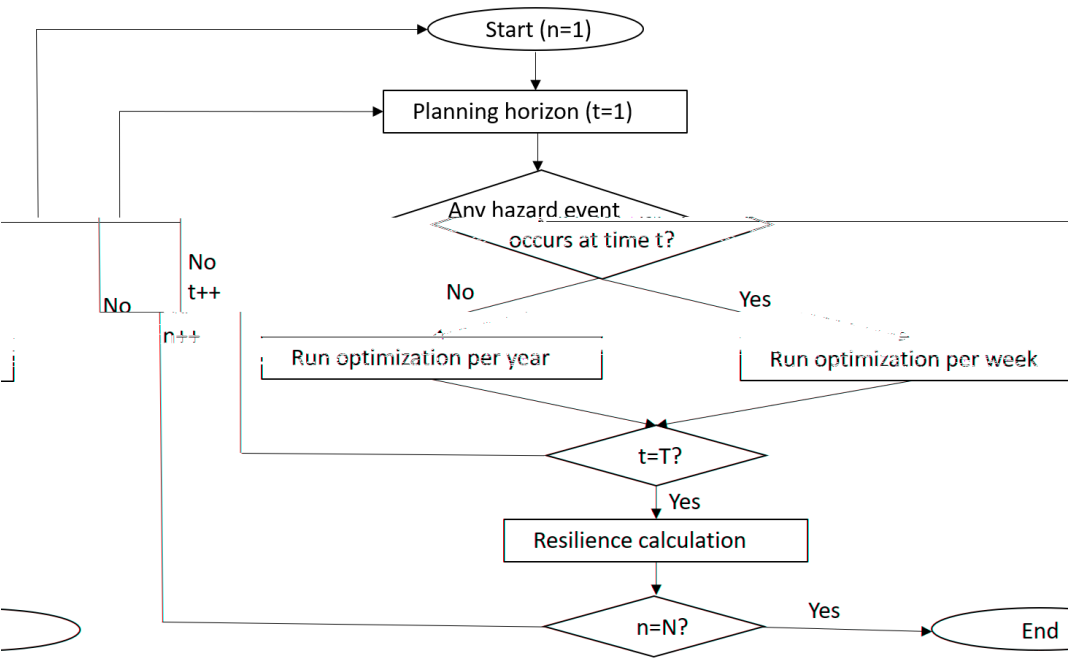 Start (n=1)
Planning horizon (t=1)
Any hazard event
occurs at time t?
No
t++
No
n++
No
Yes
Run optimization per year
Run optimization per week
t=T?
Yes
Resilience calculation
n=N?
Yes
End